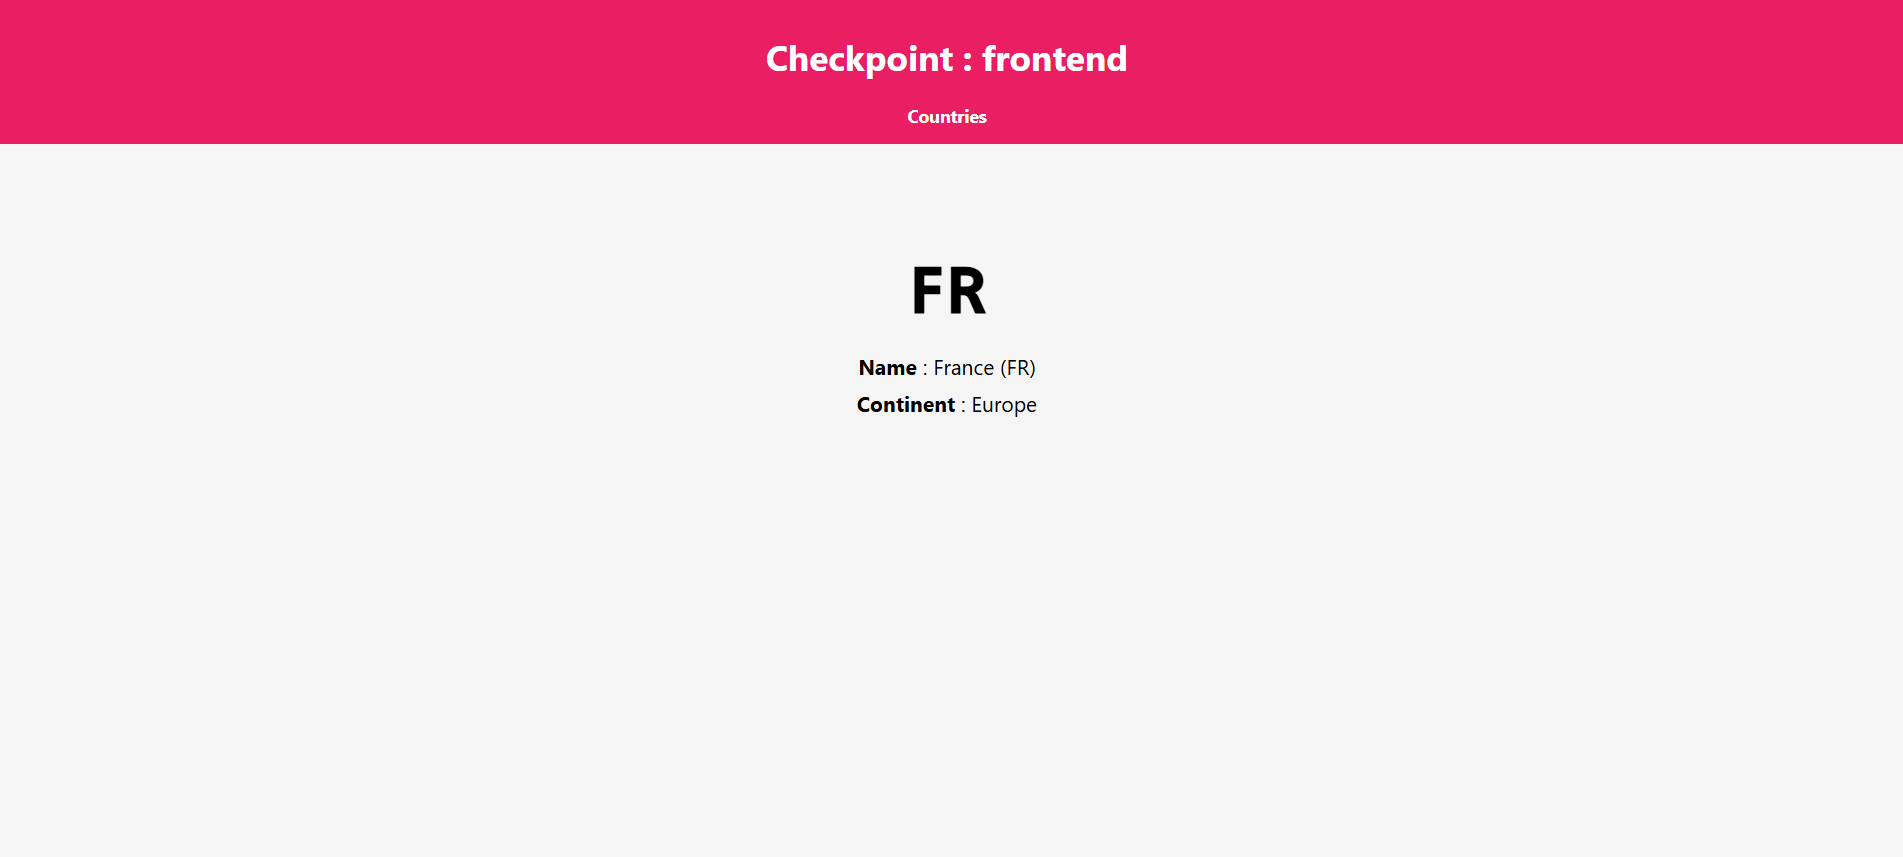 Checkpoint : frontend
Countries
FR
Name : France (FR)
Continent : Europe